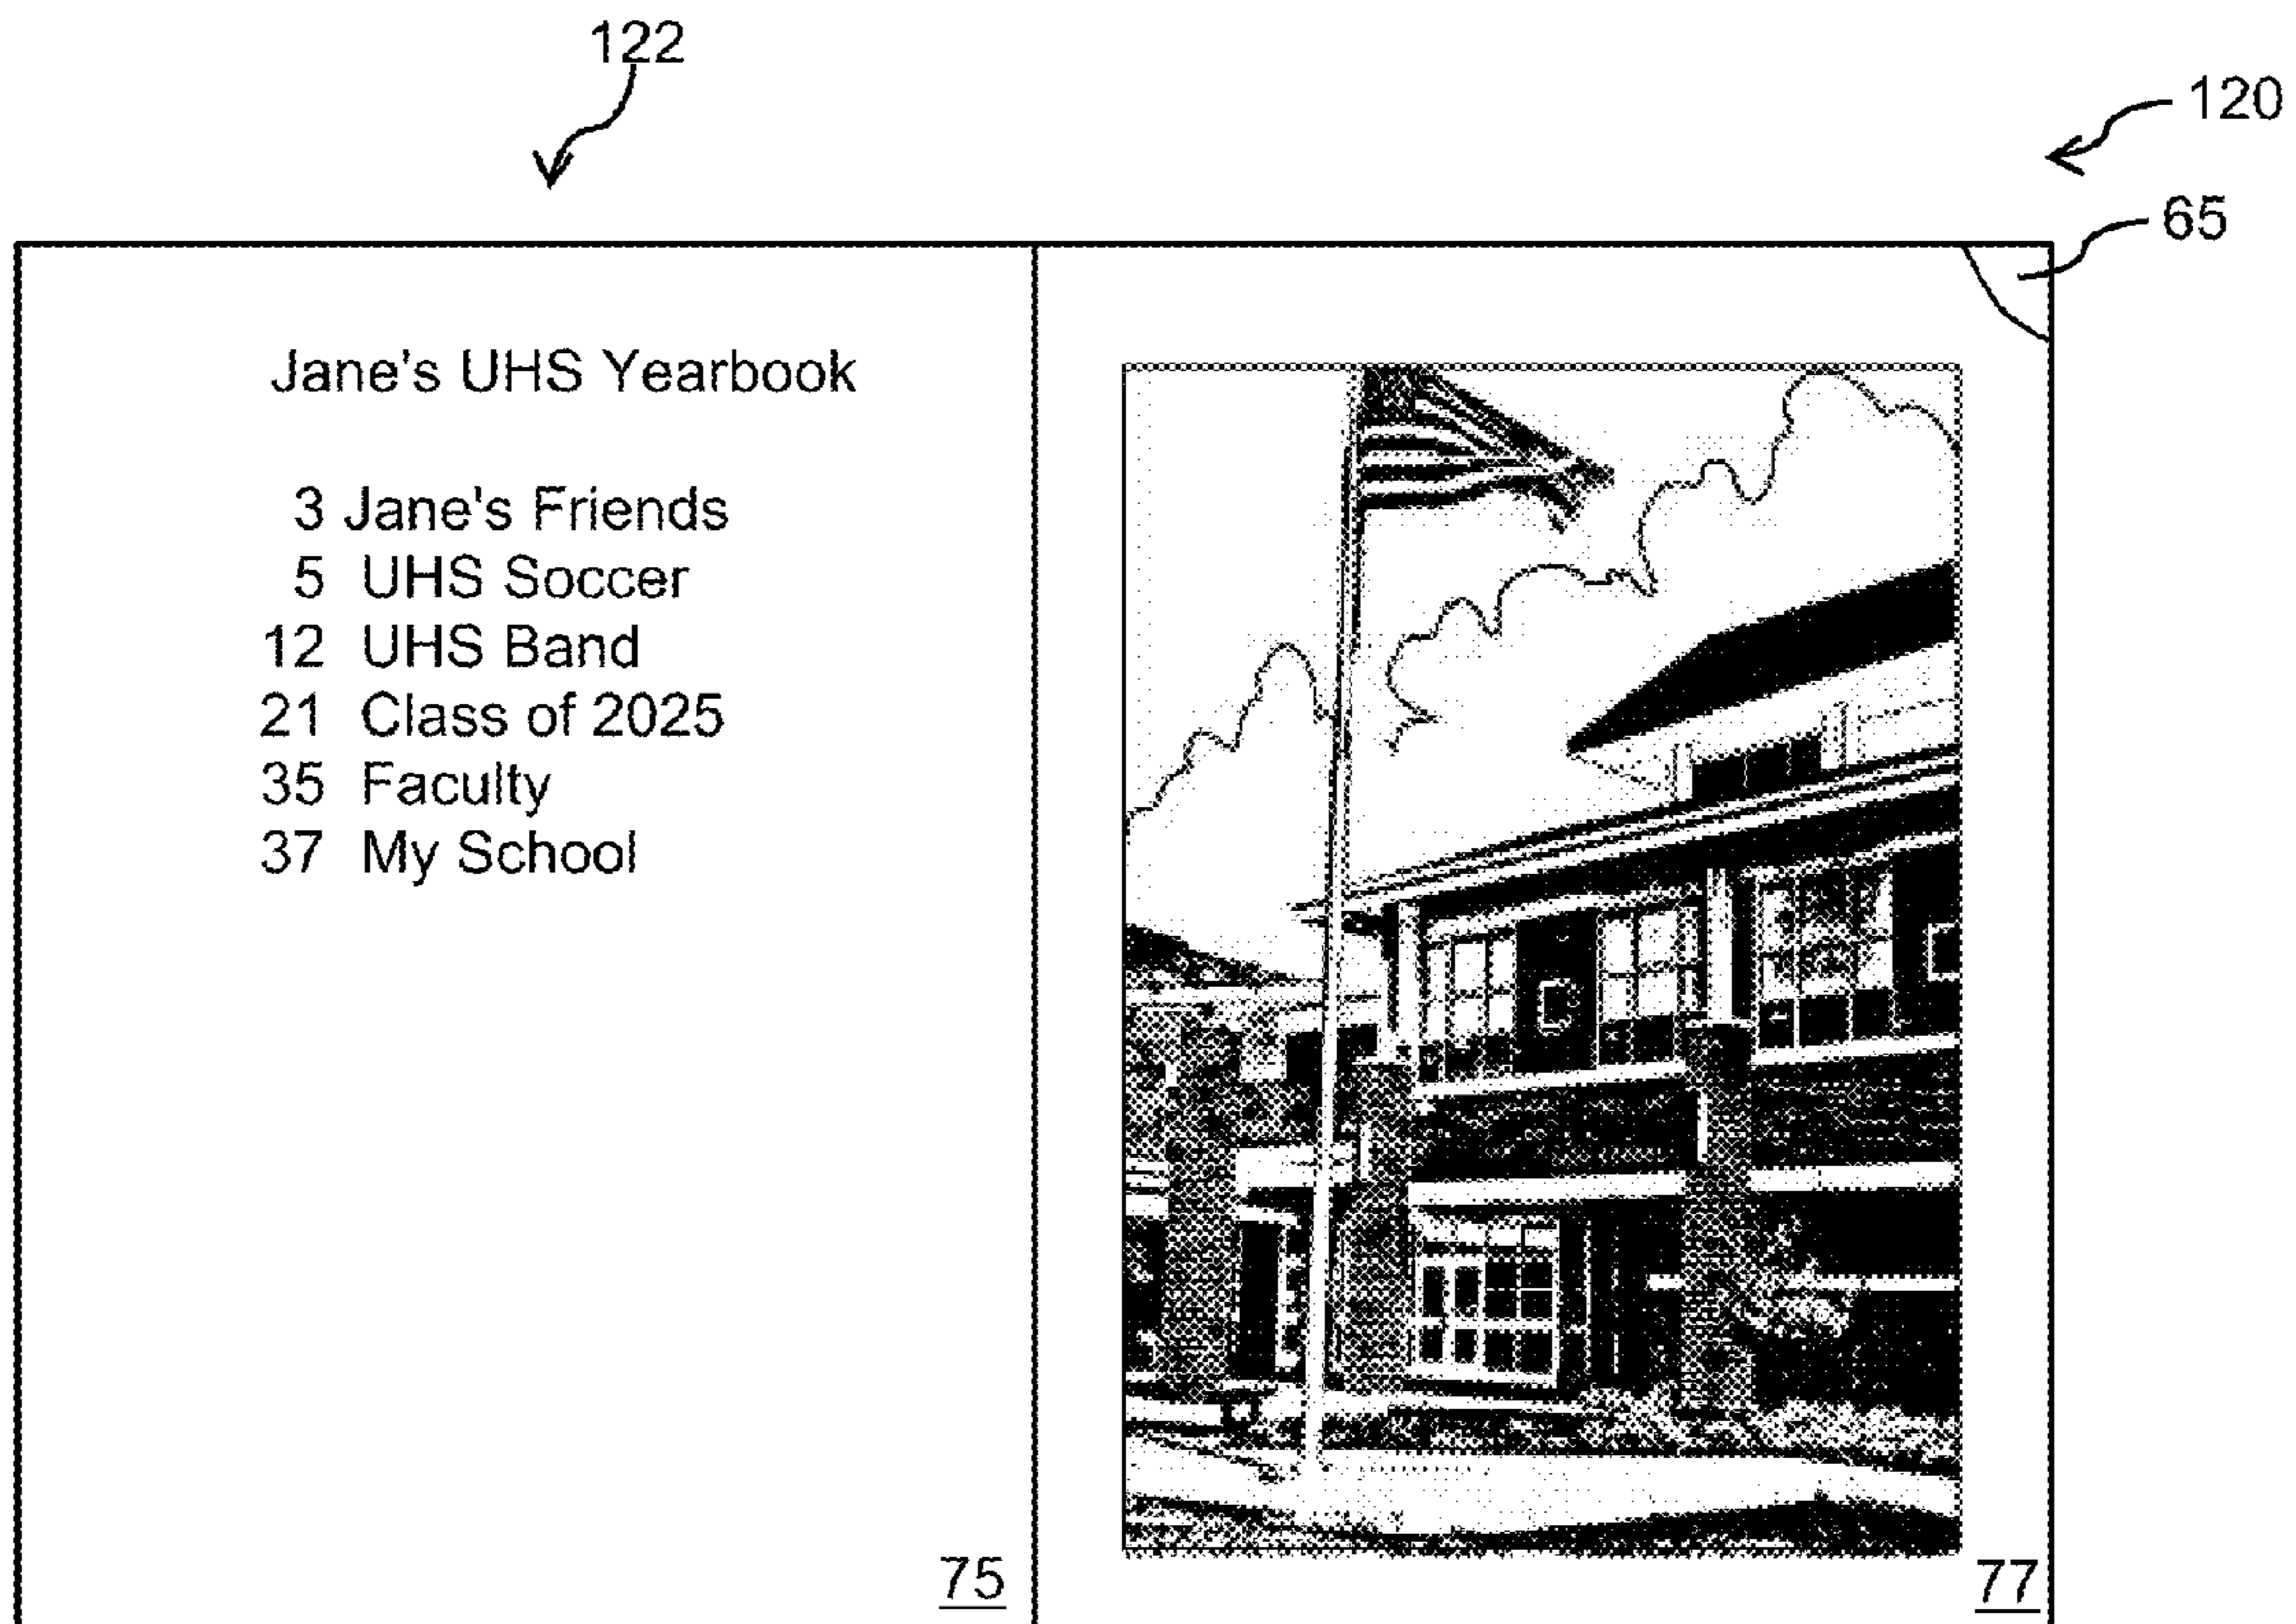 122
120
65
Jane's UHS Yearbook
3 Jane's Friends
5 UHS Soccer
12 UHS Band
21 Class of 2025
35 Faculty
37 My School
75
77